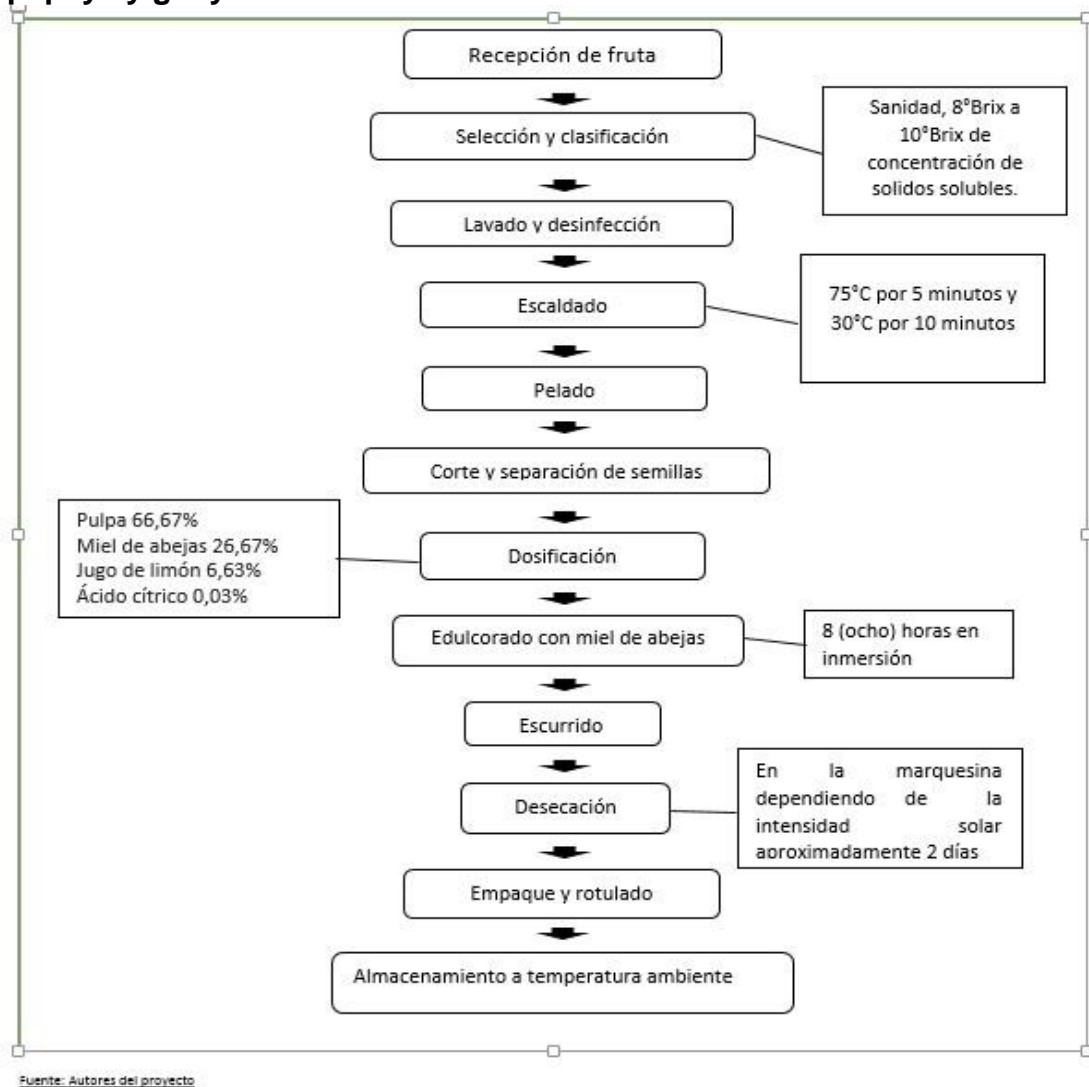 Recepción de fruta
Selección y clasificación
Sanidad, 8°Brix a
10°Brix de
concentración de
solidos solubles.
Lavado y desinfección
Escaldado
75°C por 5 minutos y
30°C por 10 minutos
Pelado
Corte y separación de semillas
Pulpa 66,67%
Miel de abejas 26,67%
Jugo de limón 6,63%
Ácido cítrico 0,03%
Dosificación
Edulcorado con miel de abejas
8 (ocho) horas en
inmersión
Escurrido
Desecación
En la marquesina
dependiendo de la
intensidad solar
aproximadamente 2 días
Empaque y rotulado
Almacenamiento a temperatura ambiente
Fuente: Autores del proyecto